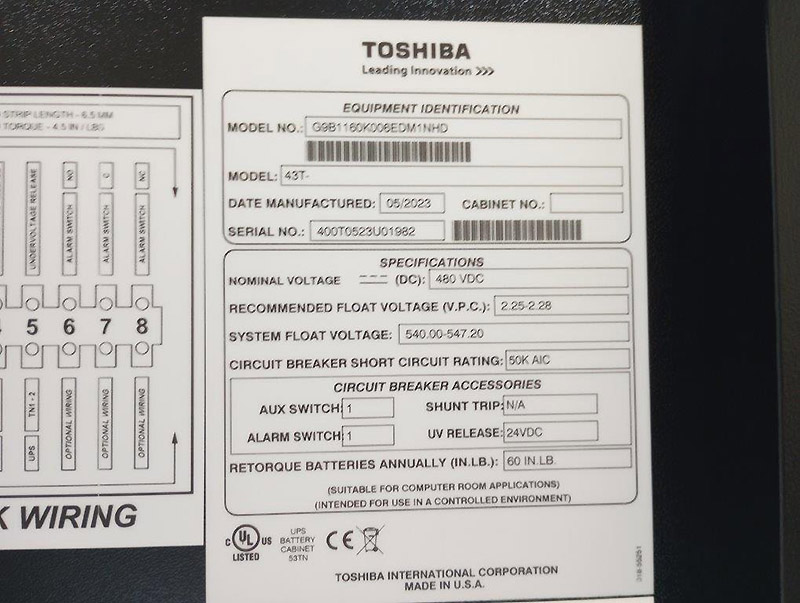 STRIP LENGTH - 6.5 MM
TORQUE - 4.5 IN / LBS
UNDERVOLTAGE RELEASE
ALARM SWITCH NO
ALARM SWITCH C
ALARM SWITCH NC
5 6 7 8
UPS TN1 - 2
OPTIONAL WIRING
OPTIONAL WIRING
OPTIONAL WIRING
K WIRING
TOSHIBA
Leading Innovation >>>
EQUIPMENT IDENTIFICATION
MODEL NO.: G9B1160K006EDM1NHD
MODEL: 43T-
DATE MANUFACTURED: 05/2023 CABINET NO.:
SERIAL NO.: 400T0523U01982
SPECIFICATIONS
NOMINAL VOLTAGE (DC): 480 VDC
RECOMMENDED FLOAT VOLTAGE (V.P.C.): 2.25-2.28
SYSTEM FLOAT VOLTAGE: 540.00-547.20
CIRCUIT BREAKER SHORT CIRCUIT RATING: 50K AIC
CIRCUIT BREAKER ACCESSORIES
AUX SWITCH: 1 SHUNT TRIP: N/A
ALARM SWITCH: 1 UV RELEASE: 24VDC
RETORQUE BATTERIES ANNUALLY (IN.LB.): 60 IN.LB.
(SUITABLE FOR COMPUTER ROOM APPLICATIONS)
(INTENDED FOR USE IN A CONTROLLED ENVIRONMENT)
C UL US LISTED
UPS
BATTERY
CABINET
53TN
CE
TOSHIBA INTERNATIONAL CORPORATION
MADE IN U.S.A.